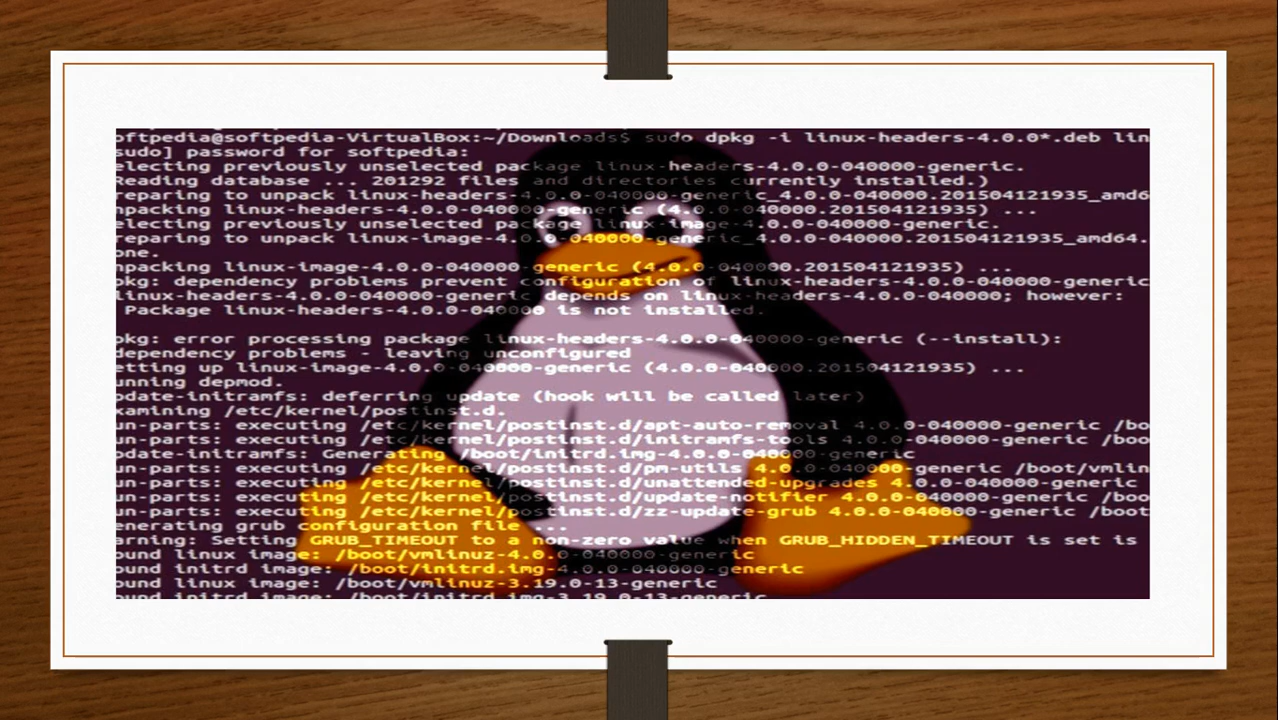 oftpedia@softpedia-VirtualBox:~/Downloads$ sudo dpkg -i linux-headers-4.0.0*.deb lin
sudo] password for softpedia:
electing previously unselected package linux-headers-4.0.0-040000-generic.
Reading database ... 201292 files and directories currently installed.)
reparing to unpack linux-headers-4.0.0-040000-generic_4.0.0-040000.201504121935_amd6
npacking linux-headers-4.0.0-040000-generic (4.0.0-040000.201504121935) ...
electing previously unselected package linux-image-4.0.0-040000-generic.
reparing to unpack linux-image-4.0.0-040000-generic_4.0.0-040000.201504121935_amd64.
one.
npacking linux-image-4.0.0-040000-generic (4.0.0-040000.201504121935) ...
pkg: dependency problems prevent configuration o linux-headers-4.0.0-040000-generic
linux-headers-4.0.0-040000-generic depends on linux-headers-4.0.0-040000; however:
Package linux-headers-4.0.0-040000 is not installed.
pkg: error processing package linux-headers-4.0.0-040000-generic (--install):
dependency problems - leaving unconfigured
etting up linux-image-4.0.0-040000-generic (4.0.0-040000.201504121935) ...
unning depmod.
pdate-initramfs: deferring update (hook will be called later)
xamining /etc/kernel/postinst.d.
un-parts: executing /etc/kernel/postinst.d/apt-auto-removal 4.0.0-040000-generic /bo
un-parts: executing /etc/kernel/postinst.d/initramfs-tools 4.0.0-040000-generic /boo
pdate-initramfs: Generating /boot/initrd.img-4.0.0-040000-generic
un-parts: executing /etc/kernel/postinst.d/pm-utils 4.0.0-040000-generic /boot/vmlin
un-parts: executing /etc/kernel/postinst.d/unattended-upgrades 4.0.0-040000-generic
un-parts: executing /etc/kernel/postinst.d/update-notifier 4.0.0-040000-generic /boo
un-parts: executing /etc/kernel/postinst.d/zz-update-grub 4.0.0-040000-generic /boot
enerating grub configuration file ...
arning: Setting GRUB_TIMEOUT to a non-zero value when GRUB_HIDDEN_TIMEOUT is set is
ound linux image: /boot/vmlinuz-4.0.0-040000-generic
ound initrd image: /boot/initrd.img-4.0.0-040000-generic
ound linux image: /boot/vmlinuz-3.19.0-13-generic
ound initrd image: /boot/initrd.img-3.19.0-13-generic